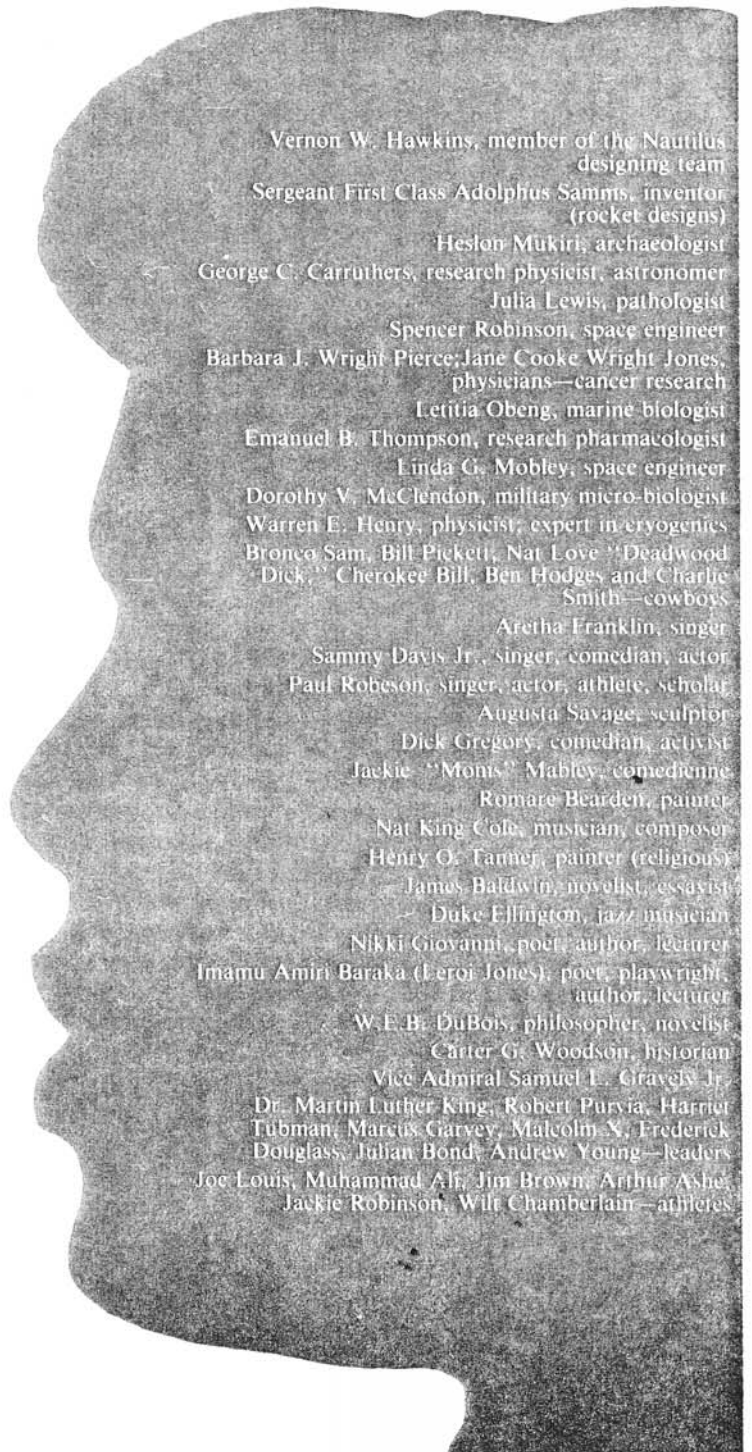 Vernon W. Hawkins, member of the Nautilus
designing team
Sergeant First Class Adolphus Samms, inventor
(rocket designs)
Heslon Mukiri, archaeologist
George C. Carruthers, research physicist, astronomer
Julia Lewis, pathologist
Spencer Robinson, space engineer
Barbara J. Wright Pierce;Jane Cooke Wright Jones,
physicians—cancer research
Letitia Obeng, marine biologist
Emanuel B. Thompson, research pharmacologist
Linda G. Mobley, space engineer
Dorothy V. McClendon, military micro-biologist
Warren E. Henry, physicist; expert in cryogenics
Bronco Sam, Bill Pickett, Nat Love "Deadwood
Dick," Cherokee Bill, Ben Hodges and Charlie
Smith—cowboys
Aretha Franklin, singer
Sammy Davis Jr., singer, comedian, actor
Paul Robeson, singer, actor, athlete, scholar
Augusta Savage, sculptor
Dick Gregory, comedian, activist
Jackie "Moms" Mabley, comedienne
Romare Bearden, painter
Nat King Cole, musician, composer
Henry O. Tanner, painter (religious)
James Baldwin, novelist, essayist
Duke Ellington, jazz musician
Nikki Giovanni, poet, author, lecturer
Imamu Amiri Baraka (Leroi Jones), poet, playwright,
author, lecturer
W.E.B. DuBois, philosopher, novelist
Carter G. Woodson, historian
Vice Admiral Samuel L. Gravely Jr.
Dr. Martin Luther King, Robert Purvia, Harriet
Tubman, Marcus Garvey, Malcolm X, Frederick
Douglass, Julian Bond, Andrew Young—leaders
Joe Louis, Muhammad Ali, Jim Brown, Arthur Ashe,
Jackie Robinson, Wilt Chamberlain—athletes